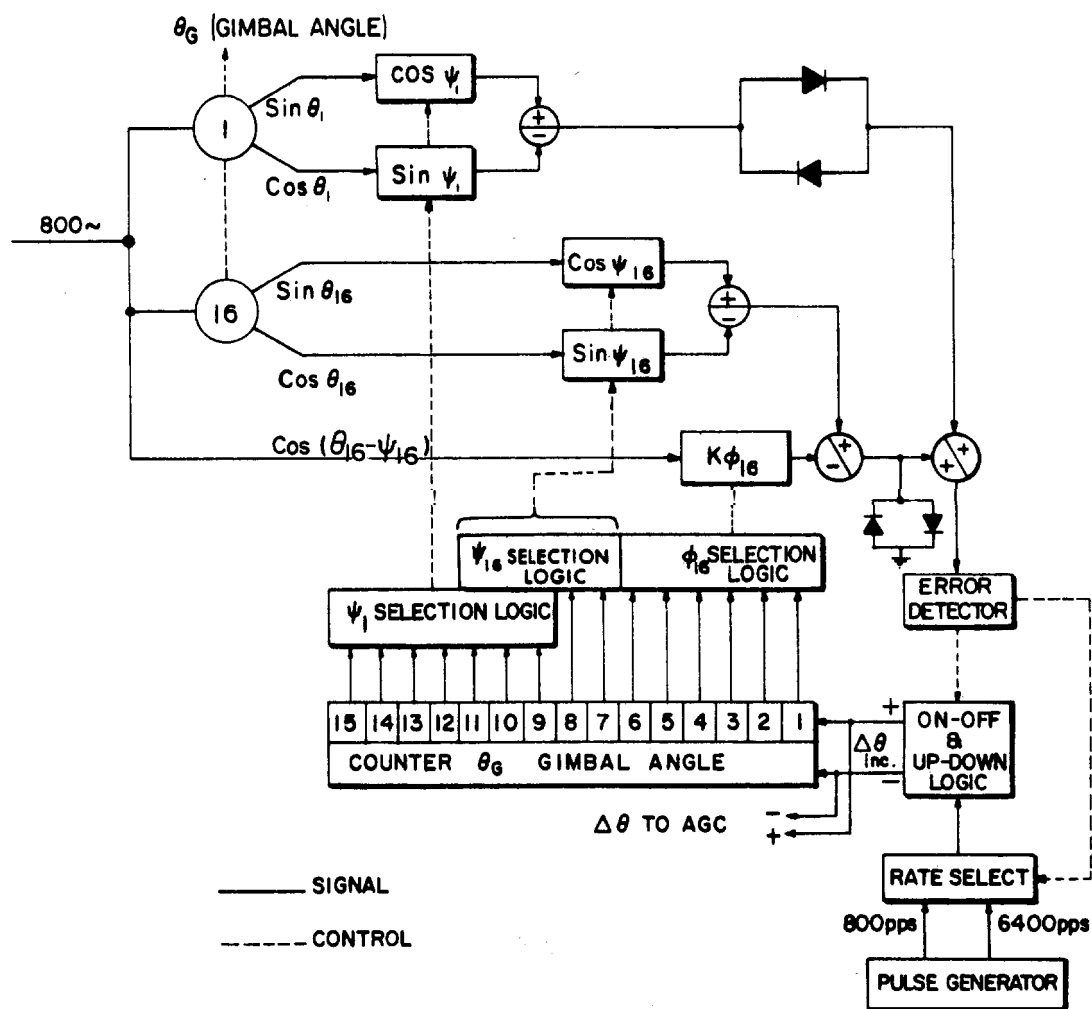 θG (GIMBAL ANGLE)
COS ψ1
Sin θ1
1
+
−
Sin ψ1
Cos θ1
800~
Cos ψ16
Sin θ16
16
+
−
Sin ψ16
Cos θ16
Cos (θ16-ψ16)
Kϕ16
+
−
+
+
ψ16 SELECTION
LOGIC
ϕ16 SELECTION
LOGIC
ERROR
DETECTOR
ψ1 SELECTION LOGIC
15 14 13 12 11 10 9 8 7 6 5 4 3 2 1
COUNTER θG GIMBAL ANGLE
+
Δθ
inc.
−
ON-OFF
&
UP-DOWN
LOGIC
Δθ TO AGC
−
+
RATE SELECT
SIGNAL
800pps
6400pps
CONTROL
PULSE GENERATOR